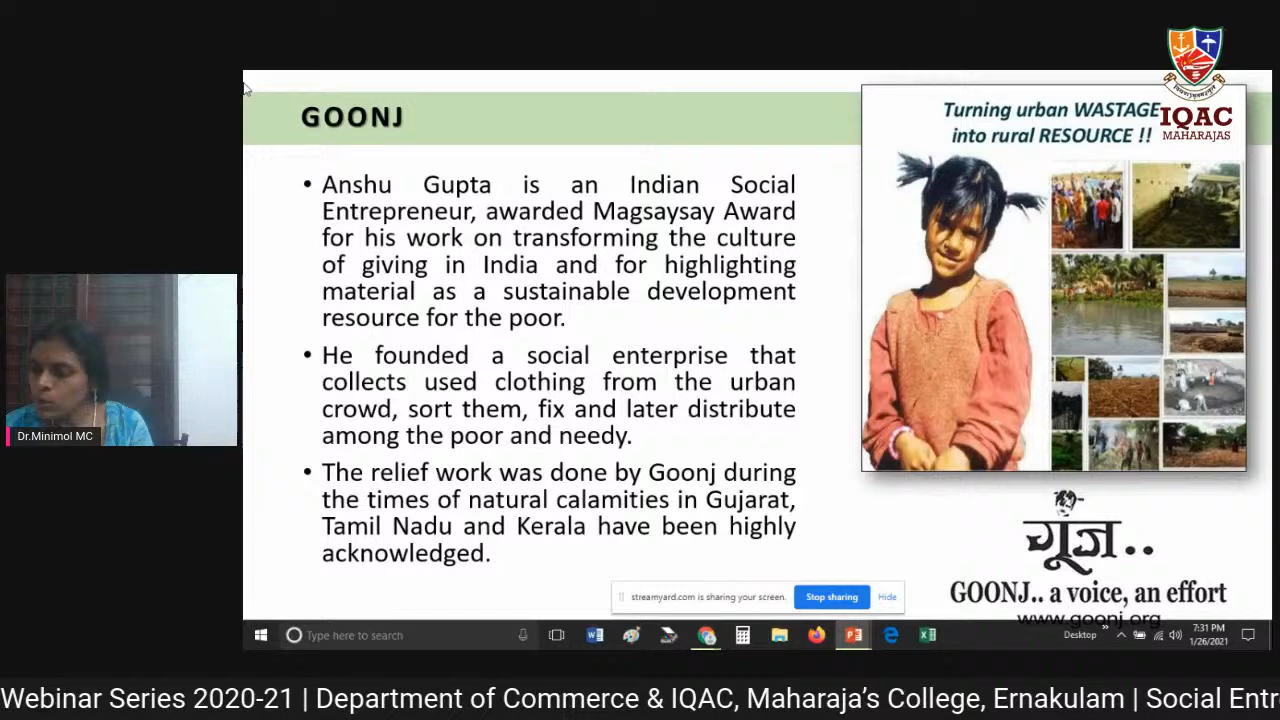 IQAC
MAHARAJAS
GOONJ
Turning urban WASTAGE
into rural RESOURCE !!
• Anshu Gupta is an Indian Social
Entrepreneur, awarded Magsaysay Award
for his work on transforming the culture
of giving in India and for highlighting
material as a sustainable development
resource for the poor.
• He founded a social enterprise that
collects used clothing from the urban
crowd, sort them, fix and later distribute
among the poor and needy.
• The relief work was done by Goonj during
the times of natural calamities in Gujarat,
Tamil Nadu and Kerala have been highly
acknowledged.
Dr.Minimol MC
गूंज..
GOONJ.. a voice, an effort
www.goonj.org
streamyard.com is sharing your screen.
Stop sharing
Hide
Type here to search
Desktop
7:31 PM
1/26/2021
Webinar Series 2020-21 | Department of Commerce & IQAC, Maharaja's College, Ernakulam | Social Entr